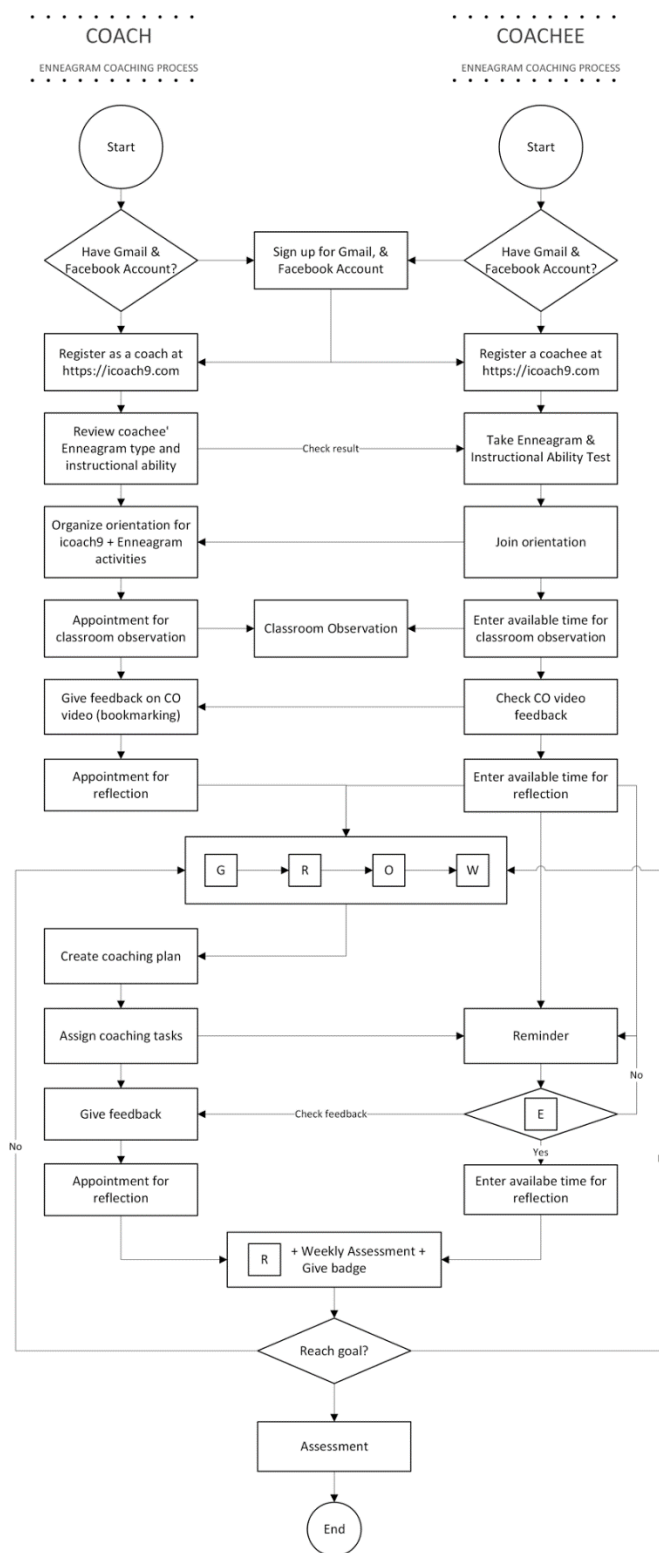 COACH
COACHEE
ENNEAGRAM COACHING PROCESS
ENNEAGRAM COACHING PROCESS
Start
Start
Have Gmail &
Facebook Account?
Sign up for Gmail, &
Facebook Account
Have Gmail &
Facebook Account?
Register as a coach at
https://icoach9.com
Register a coachee at
https://icoach9.com
Review coachee'
Enneagram type and
instructional ability
Check result
Take Enneagram &
Instructional Ability Test
Organize orientation for
icoach9 + Enneagram
activities
Join orientation
Appointment for
classroom observation
Classroom Observation
Enter available time for
classroom observation
Give feedback on CO
video (bookmarking)
Check CO video
feedback
Appointment for
reflection
Enter available time for
reflection
G
R
O
W
Create coaching plan
Assign coaching tasks
Reminder
No
Give feedback
Check feedback
E
No
Yes
Appointment for
reflection
Enter availabe time for
reflection
R
+ Weekly Assessment +
Give badge
Reach goal?
Assessment
End